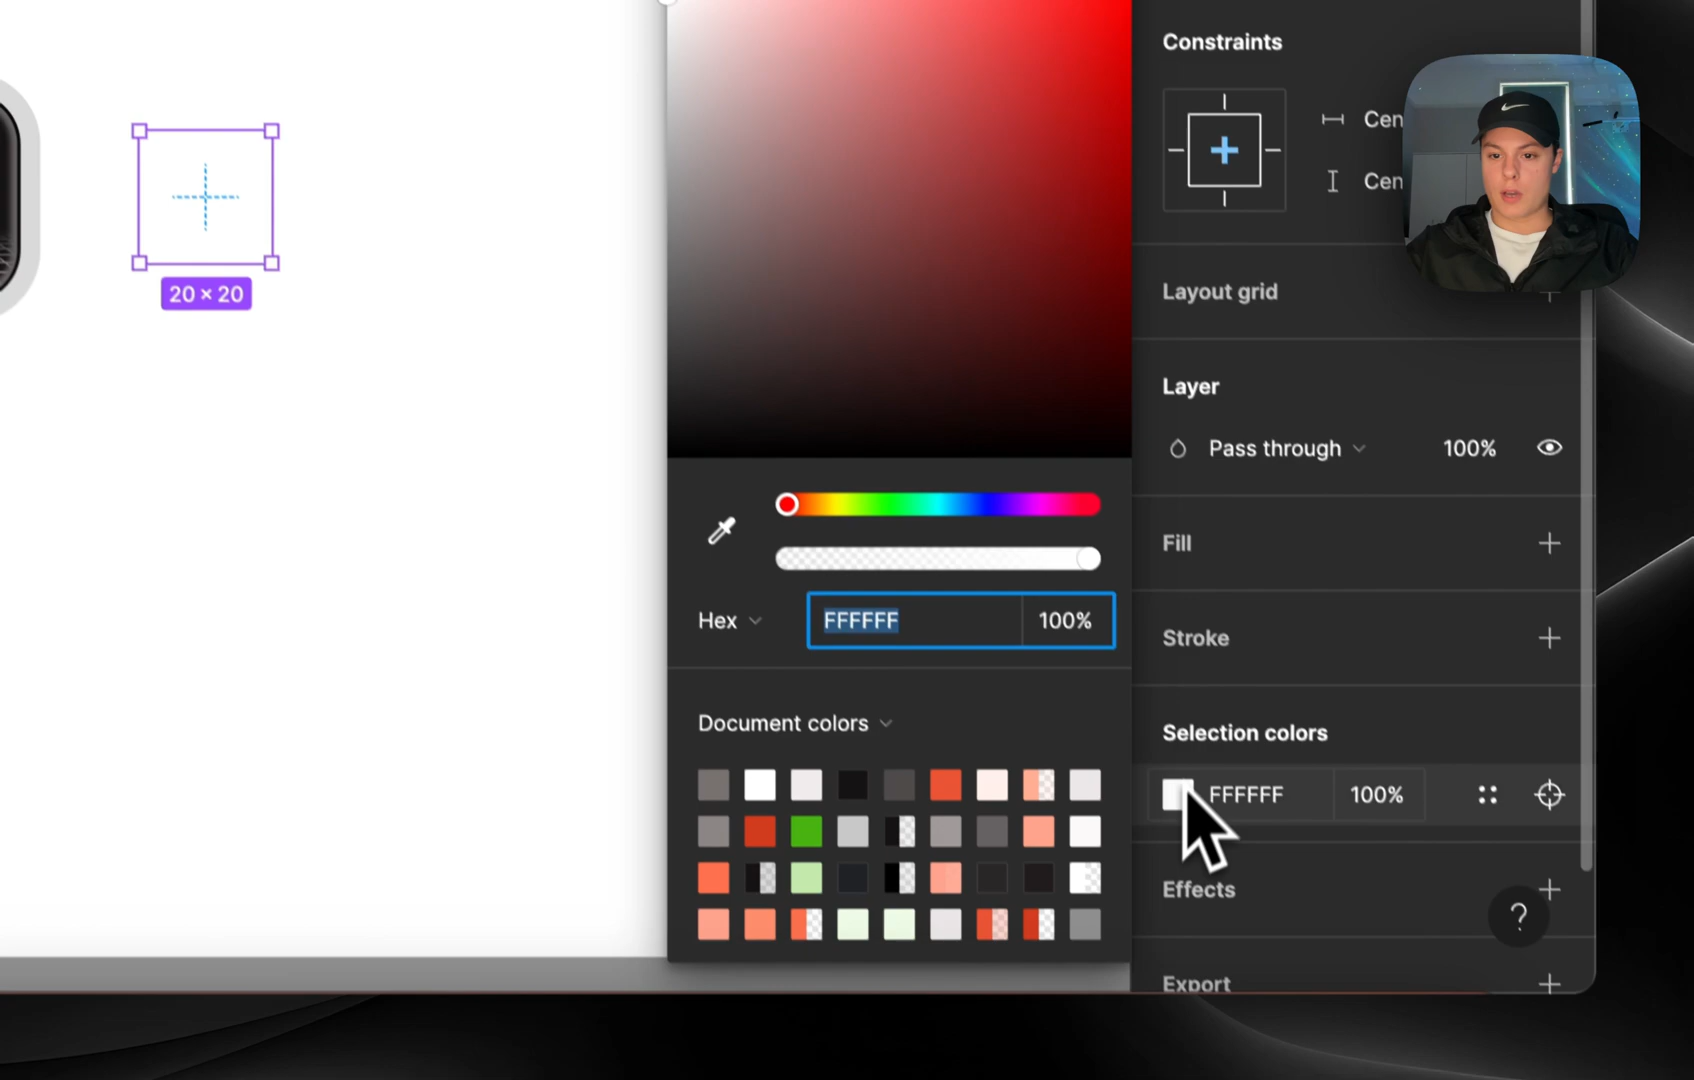 Constraints
Cen
Cen
20 × 20
Layout grid
Layer
Pass through
100%
Fill
Hex
FFFFFF
100%
Stroke
Document colors
Selection colors
FFFFFF
100%
Effects
?
Export